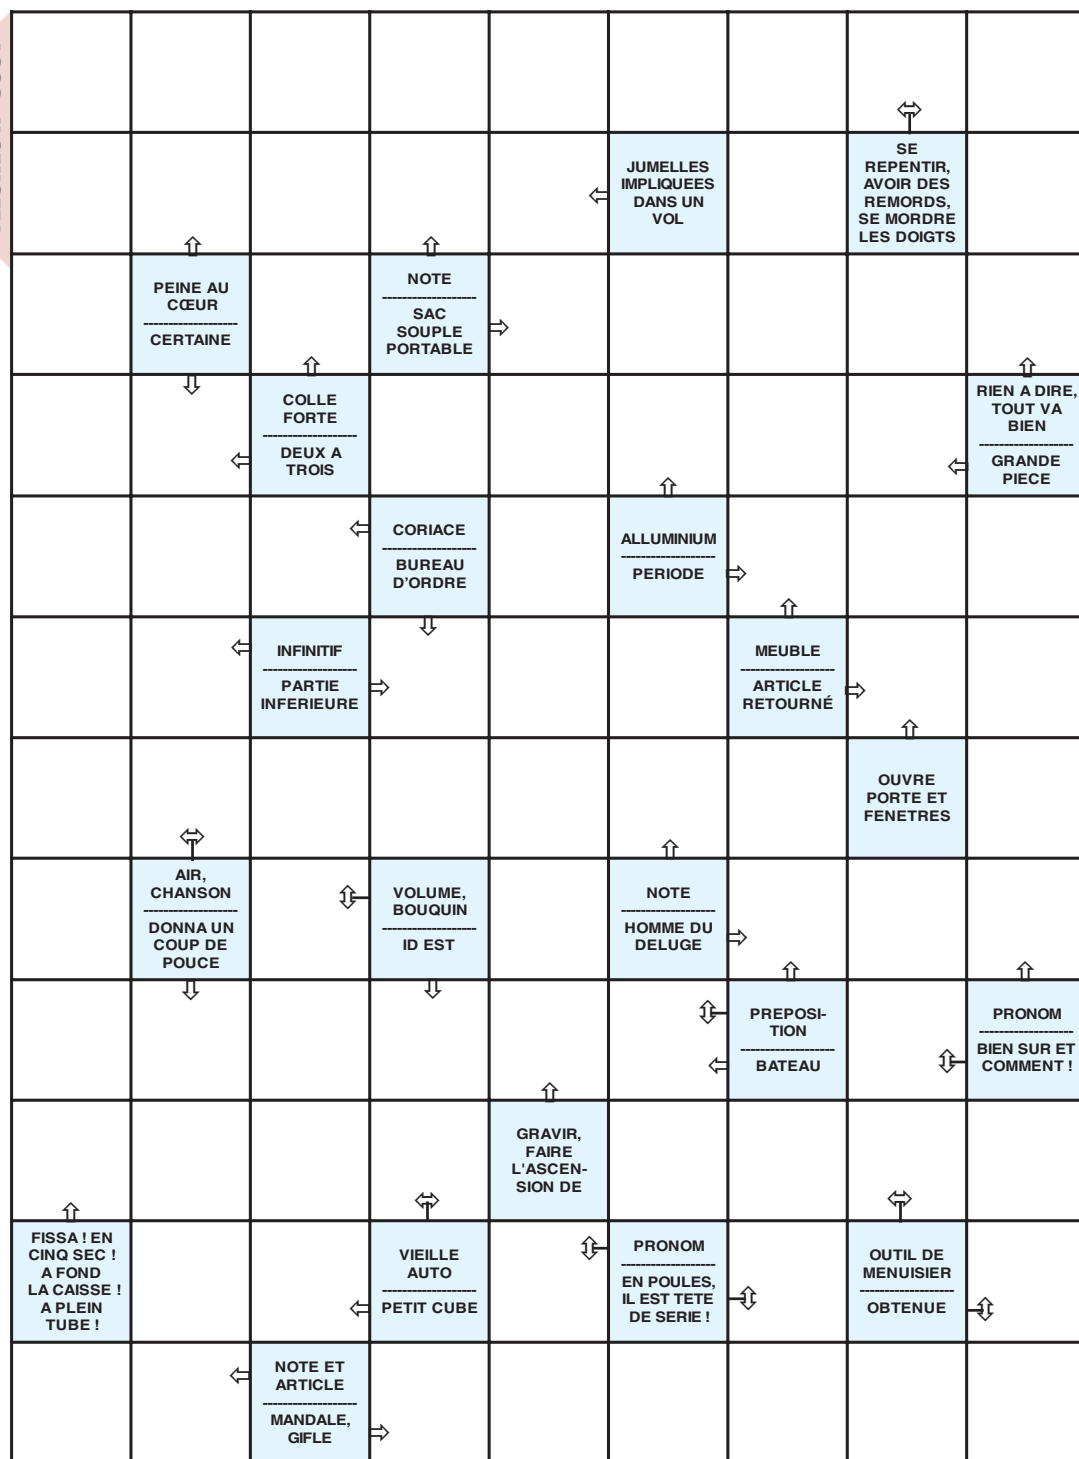 JUMELLES
IMPLIQUEES
DANS UN
VOL
SE
REPENTIR,
AVOIR DES
REMORDS,
SE MORDRE
LES DOIGTS
PEINE AU
CŒUR
-------------------
CERTAINE
NOTE
-------------------
SAC
SOUPLE
PORTABLE
COLLE
FORTE
-------------------
DEUX A
TROIS
RIEN A DIRE,
TOUT VA
BIEN
-------------------
GRANDE
PIECE
CORIACE
-------------------
BUREAU
D'ORDRE
ALLUMINIUM
-------------------
PERIODE
INFINITIF
-------------------
PARTIE
INFERIEURE
MEUBLE
-------------------
ARTICLE
RETOURNÉ
OUVRE
PORTE ET
FENETRES
AIR,
CHANSON
-------------------
DONNA UN
COUP DE
POUCE
VOLUME,
BOUQUIN
-------------------
ID EST
NOTE
-------------------
HOMME DU
DELUGE
PREPOSI-
TION
-------------------
BATEAU
PRONOM
-------------------
BIEN SUR ET
COMMENT !
GRAVIR,
FAIRE
L'ASCEN-
SION DE
FISSA ! EN
CINQ SEC !
A FOND
LA CAISSE !
A PLEIN
TUBE !
VIEILLE
AUTO
-------------------
PETIT CUBE
PRONOM
-------------------
EN POULES,
IL EST TETE
DE SERIE !
OUTIL DE
MENUISIER
-------------------
OBTENUE
NOTE ET
ARTICLE
-------------------
MANDALE,
GIFLE